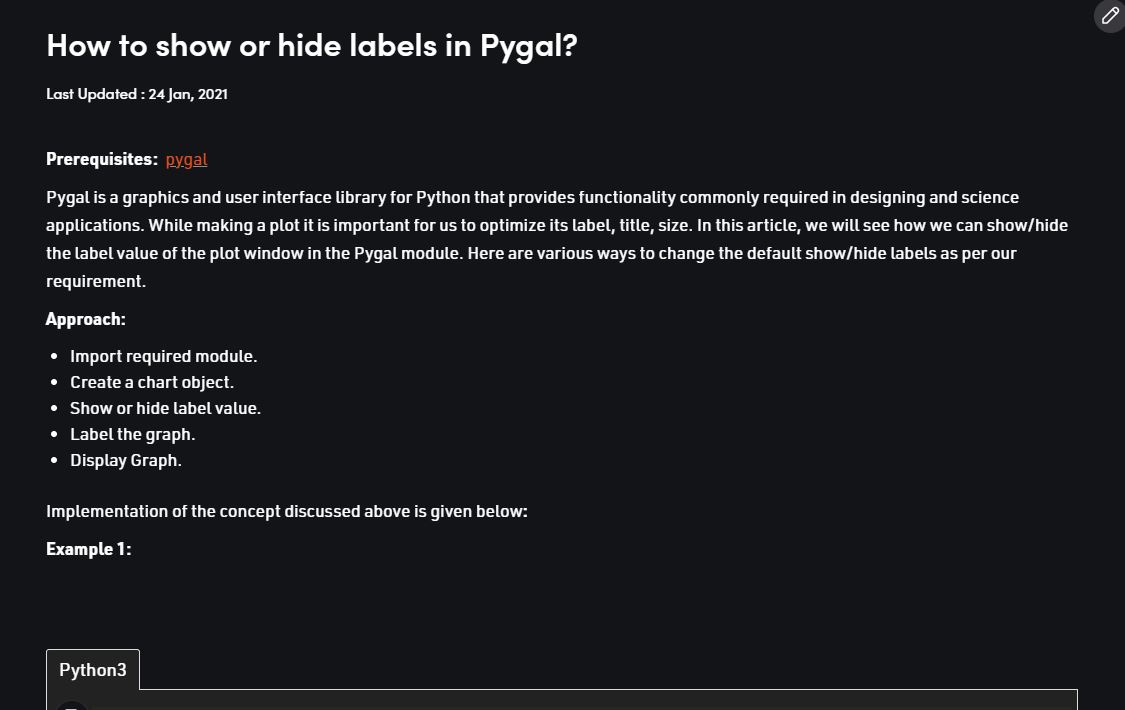 How to show or hide labels in Pygal?
Last Updated : 24 Jan, 2021
Prerequisites: pygal
Pygal is a graphics and user interface library for Python that provides functionality commonly required in designing and science
applications. While making a plot it is important for us to optimize its label, title, size. In this article, we will see how we can show/hide
the label value of the plot window in the Pygal module. Here are various ways to change the default show/hide labels as per our
requirement.
Approach:
• Import required module.
• Create a chart object.
• Show or hide label value.
• Label the graph.
• Display Graph.
Implementation of the concept discussed above is given below:
Example 1:
Python3